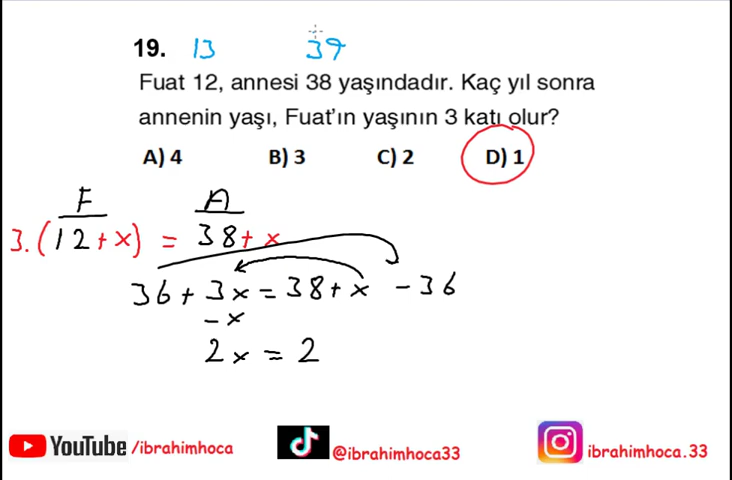 19. 13 39
Fuat 12, annesi 38 yaşındadır. Kaç yıl sonra
annenin yaşı, Fuat'ın yaşının 3 katı olur?
A) 4 B) 3 C) 2 D) 1
F A
3.(12+x) = 38+x
36+3x=38+x -36
-x
2x = 2
YouTube /ibrahimhoca @ibrahimhoca33 ibrahimhoca.33